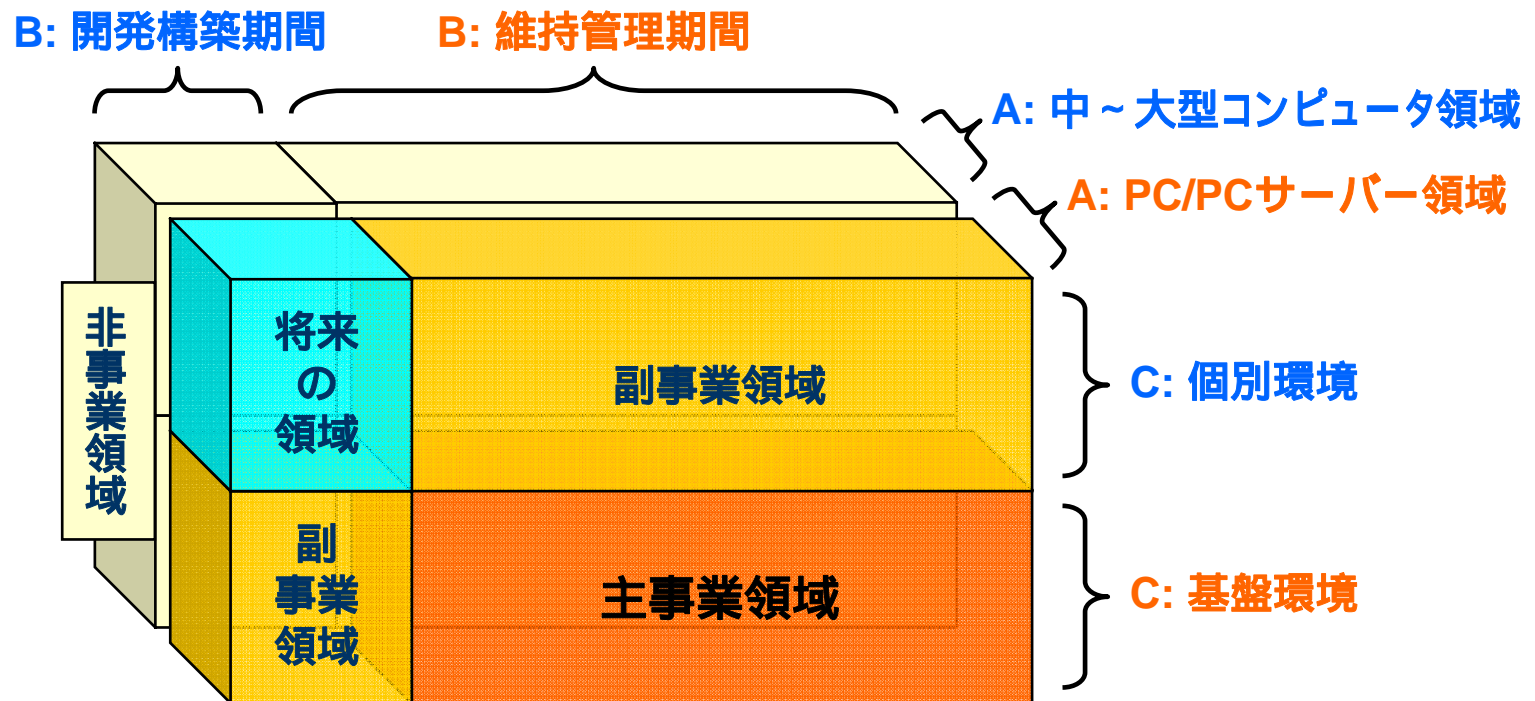 B: 開発構築期間
B: 維持管理期間
A: 中~大型コンピュータ領域
A: PC/PCサーバー領域
非事業領域
将来
の
領域
副事業領域
C: 個別環境
副
事業
領域
主事業領域
C: 基盤環境